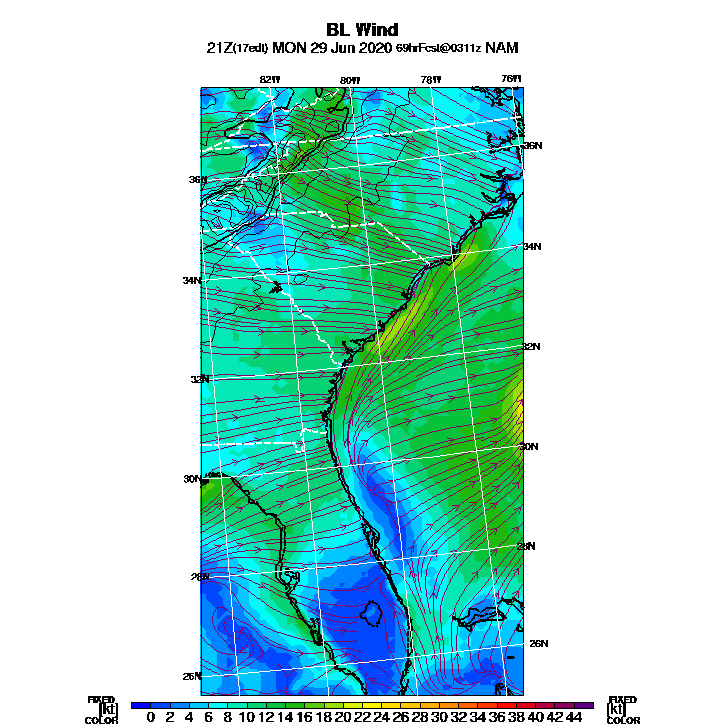 BL Wind
21Z(17edt) MON 29 Jun 2020 69hrFcst@0311z NAM
82W 80W 78W 76W
36N
36N
34N
34N
32N
32N
30N
30N
28N
28N
26N
26N
FIXED
[kt]
COLOR
0 2 4 6 8 10 12 14 16 18 20 22 24 26 28 30 32 34 36 38 40 42 44
FIXED
[kt]
COLOR